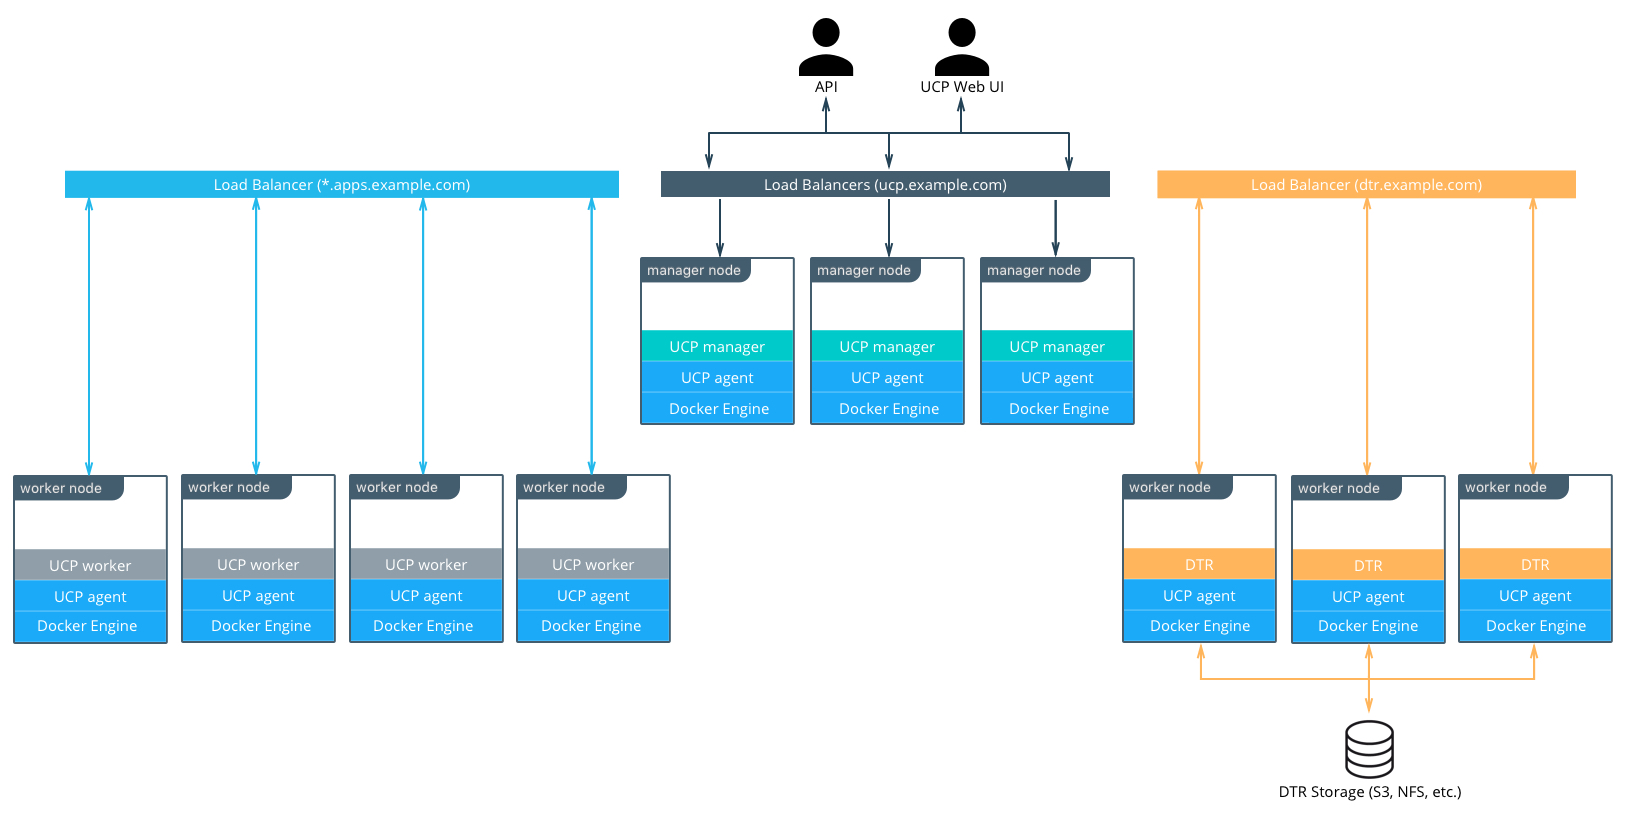 API
UCP Web UI
Load Balancer (*.apps.example.com)
Load Balancers (ucp.example.com)
Load Balancer (dtr.example.com)
manager node
manager node
manager node
UCP manager
UCP manager
UCP manager
UCP agent
UCP agent
UCP agent
Docker Engine
Docker Engine
Docker Engine
worker node
worker node
worker node
worker node
worker node
worker node
worker node
UCP worker
UCP worker
UCP worker
UCP worker
DTR
DTR
DTR
UCP agent
UCP agent
UCP agent
UCP agent
UCP agent
UCP agent
UCP agent
Docker Engine
Docker Engine
Docker Engine
Docker Engine
Docker Engine
Docker Engine
Docker Engine
DTR Storage (S3, NFS, etc.)